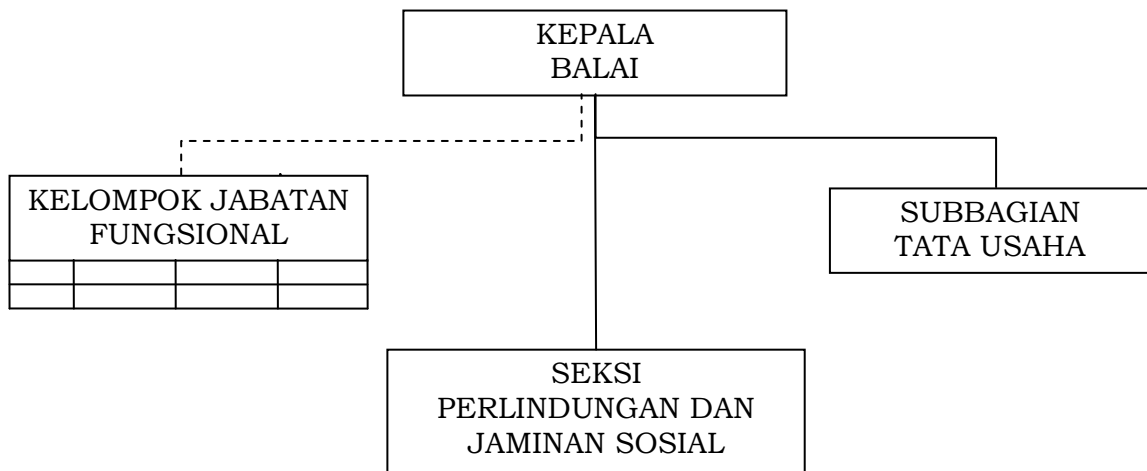 KEPALA
BALAI
KELOMPOK JABATAN
FUNGSIONAL
SUBBAGIAN
TATA USAHA
SEKSI
PERLINDUNGAN DAN
JAMINAN SOSIAL